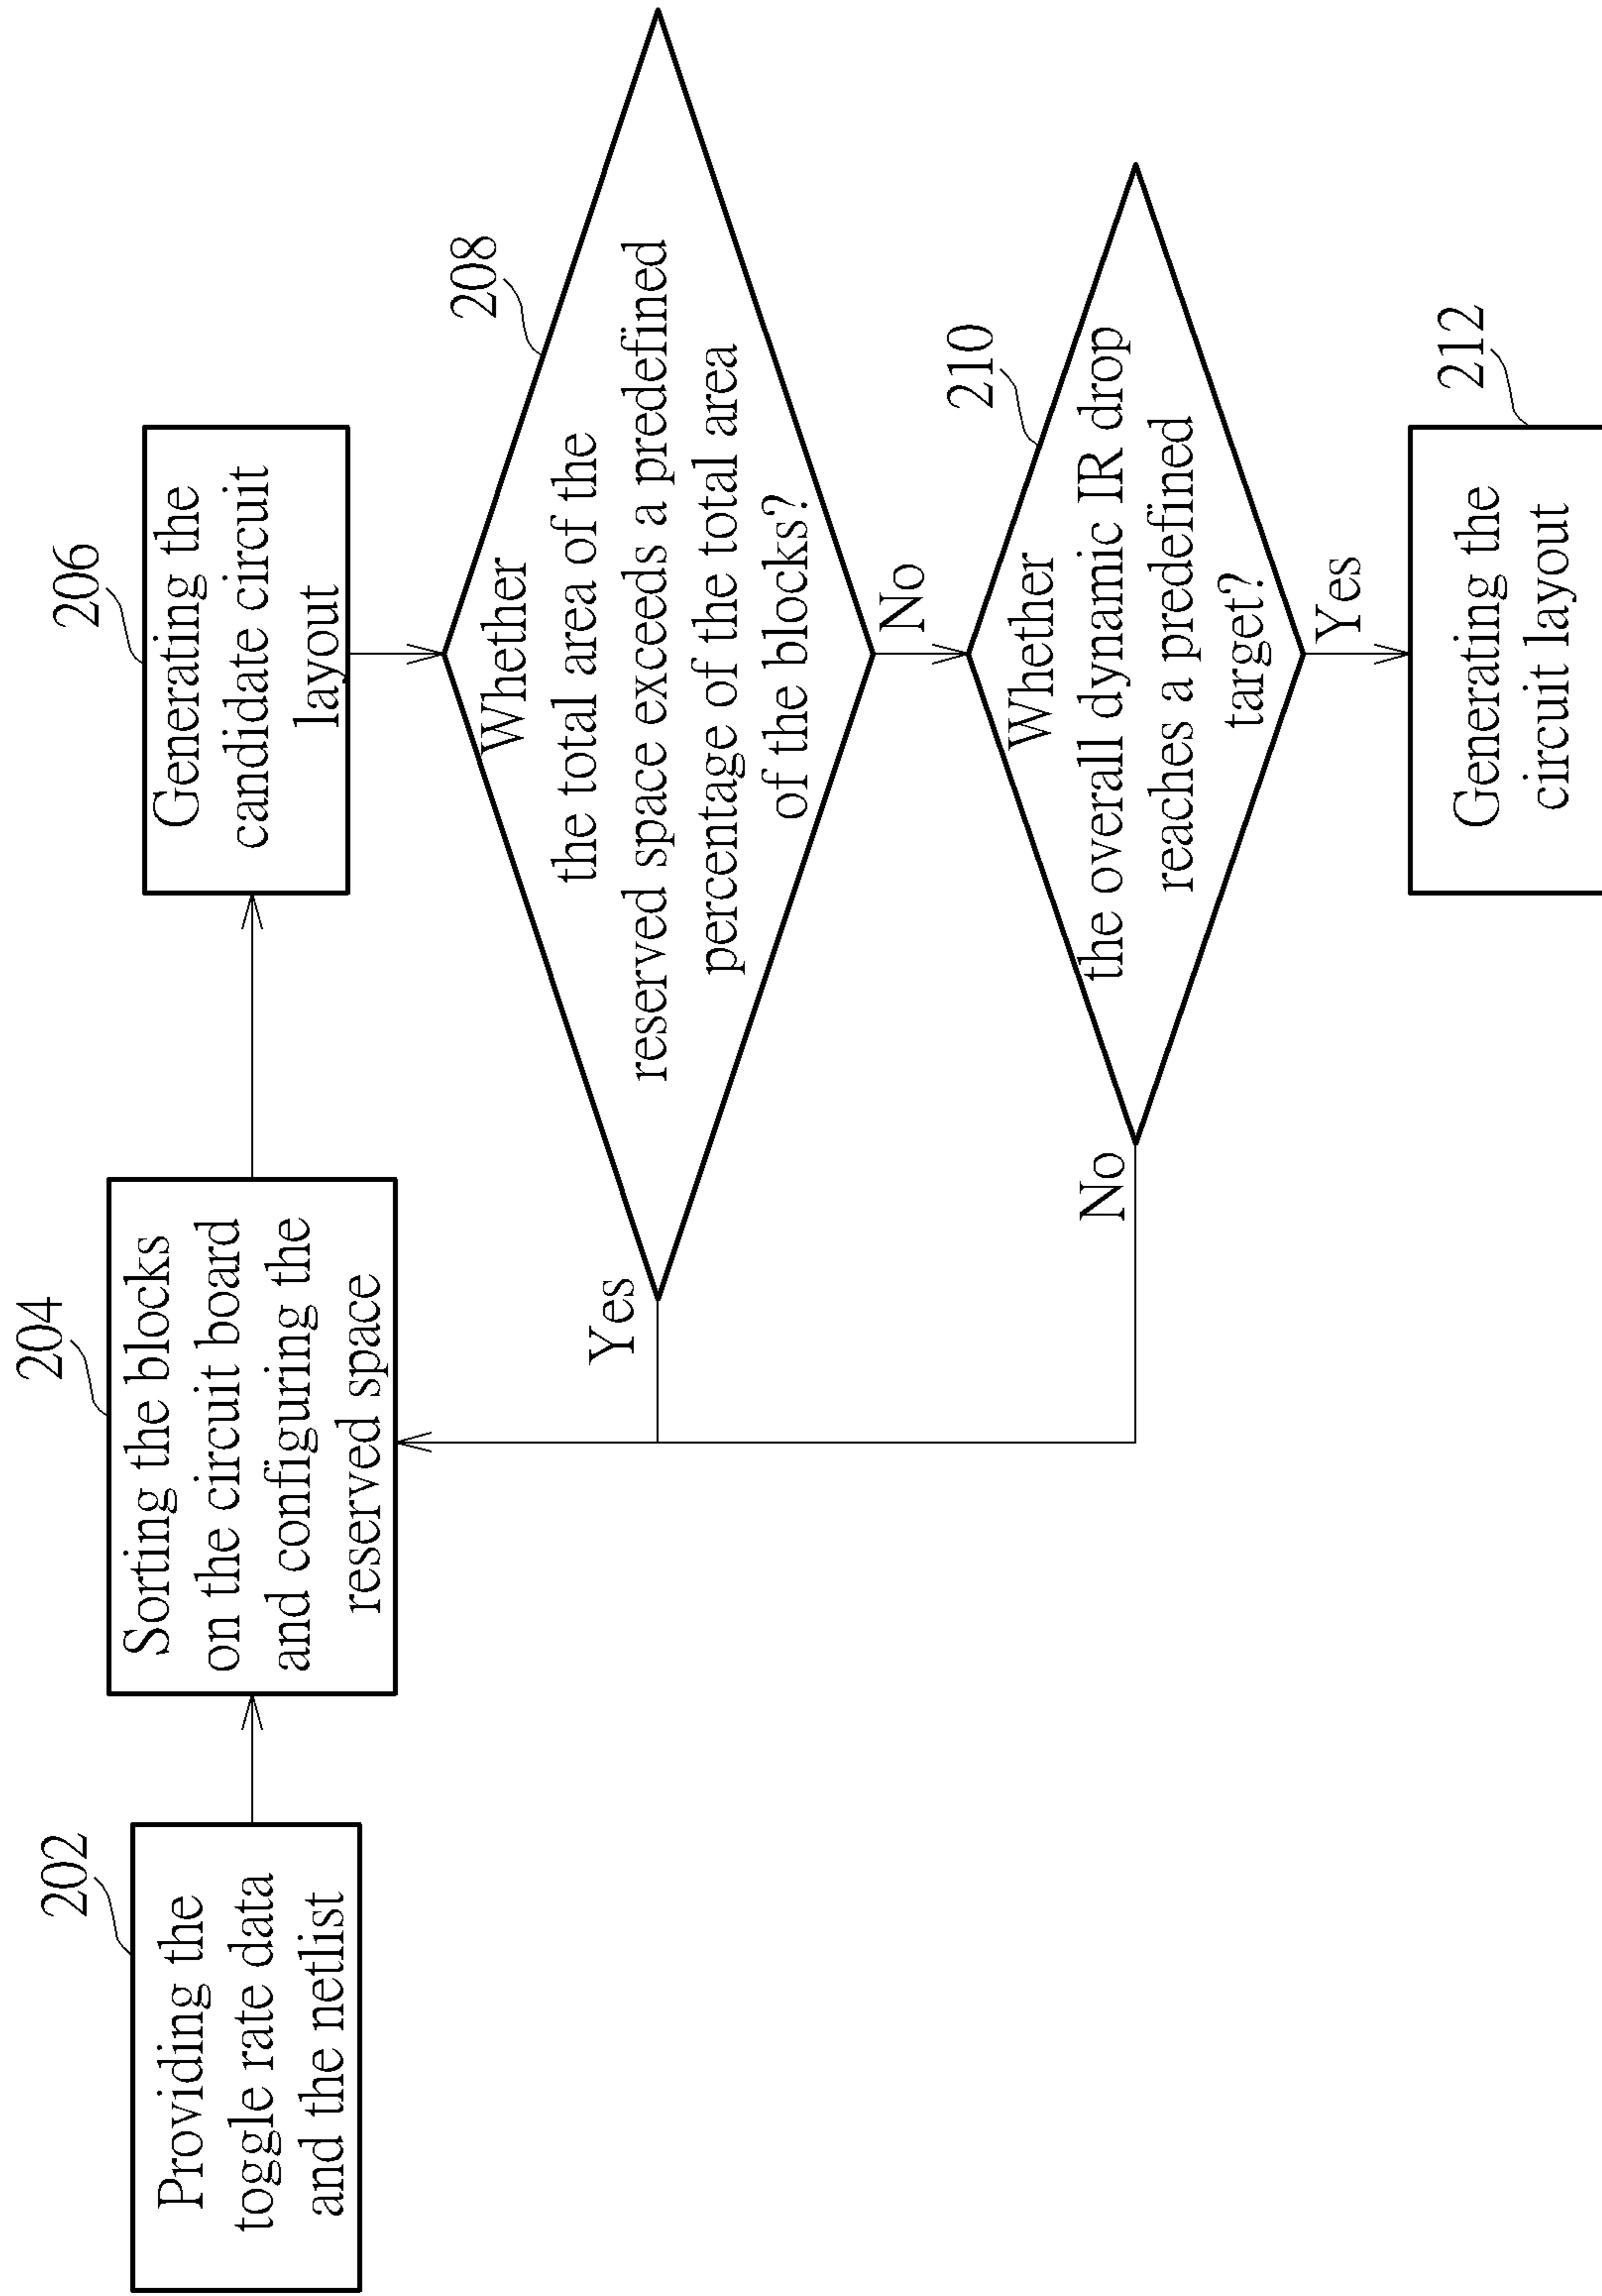 202
Providing the
toggle rate data
and the netlist
204
Sorting the blocks
on the circuit board
and configuring the
reserved space
206
Generating the
candidate circuit
layout
208
Whether
the total area of the
reserved space exceeds a predefined
percentage of the total area
of the blocks?
Yes
No
210
Whether
the overall dynamic IR drop
reaches a predefined
target?
No
Yes
212
Generating the
circuit layout